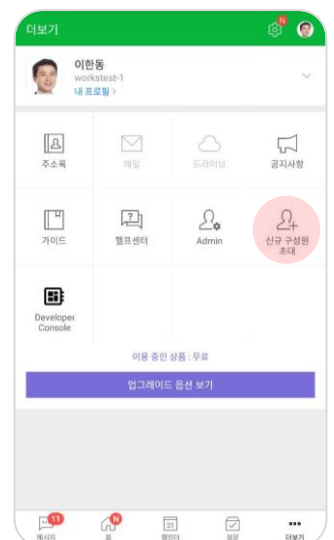 더보기
N
이한동
workstest-1
내 프로필 >
주소록
메일
드라이브
공지사항
가이드
헬프센터
Admin
신규 구성원
초대
Developer
Console
이용 중인 상품 : 무료
업그레이드 옵션 보기
11
N
21
메시지
홈
캘린더
설문
더보기